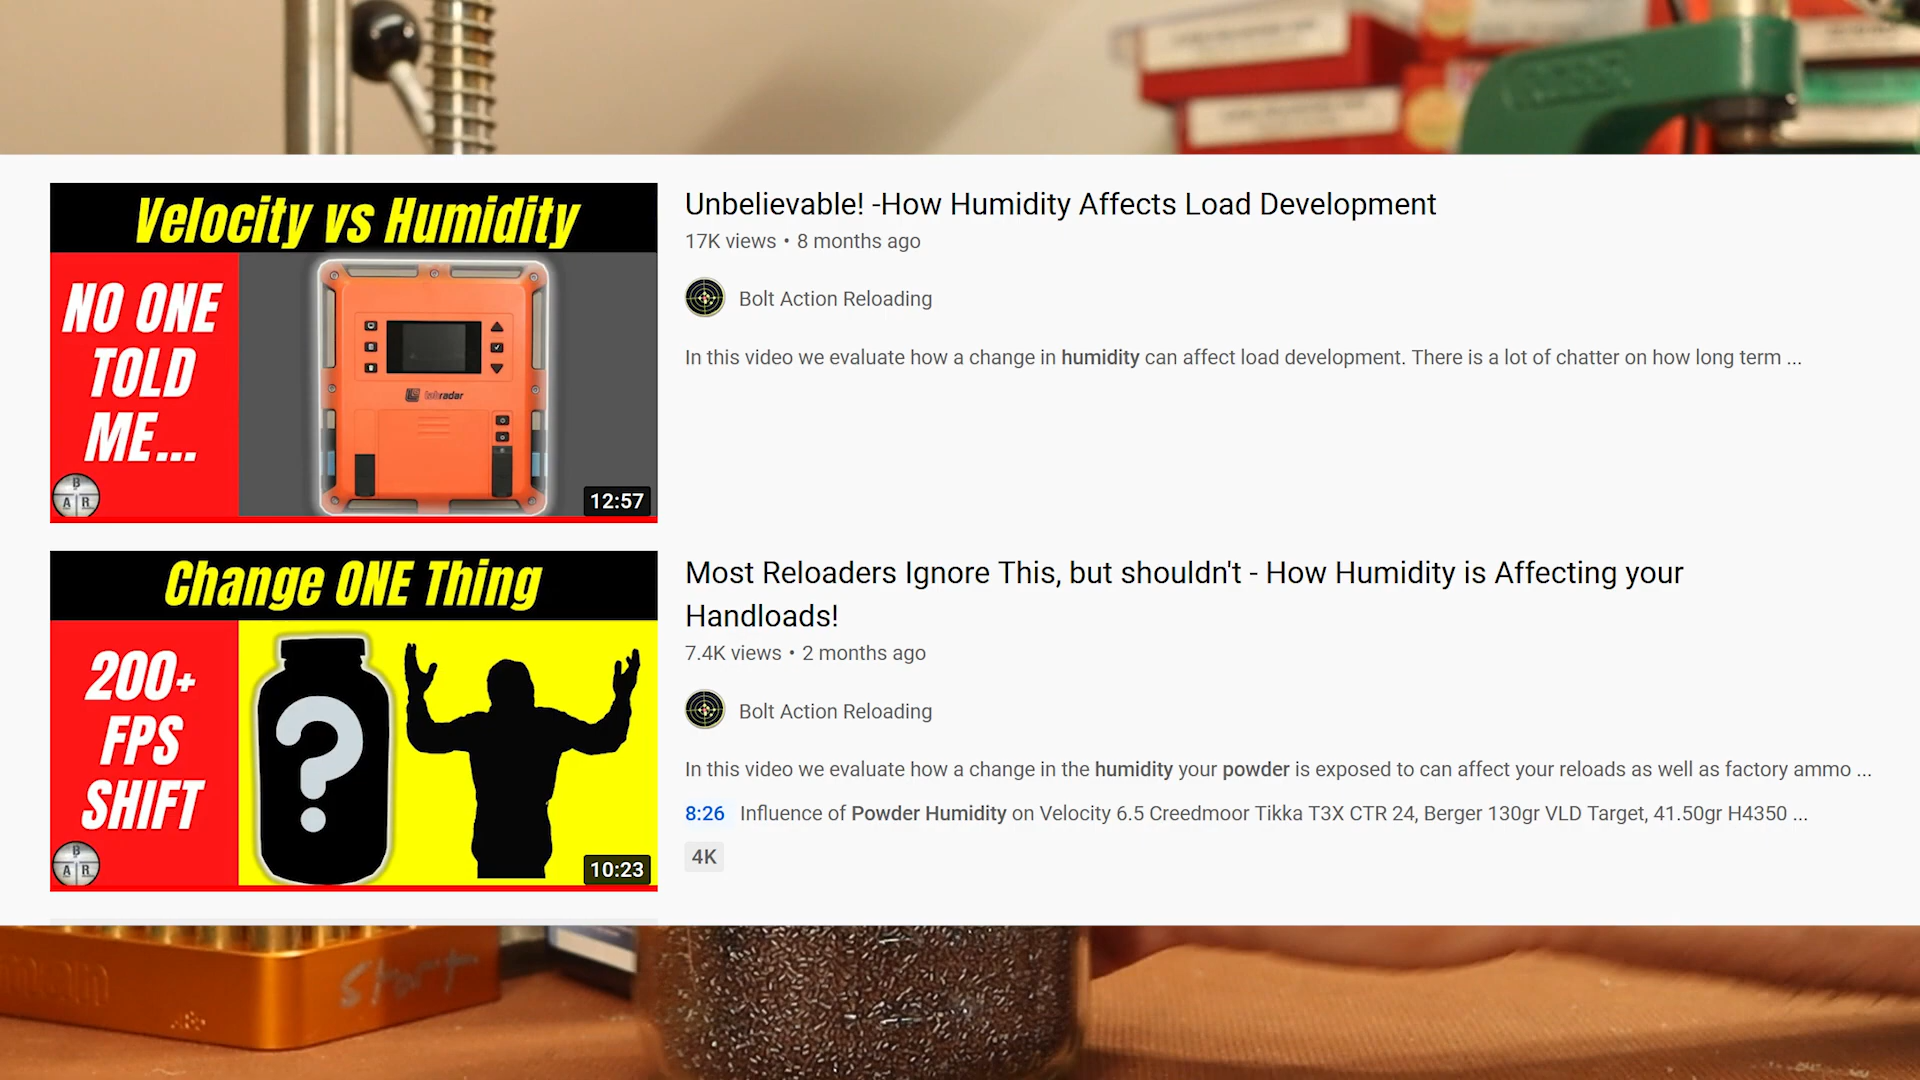 Velocity vs Humidity
NO ONE
TOLD
ME...
labradar
B
A R
12:57
Unbelievable! -How Humidity Affects Load Development
17K views • 8 months ago
Bolt Action Reloading
In this video we evaluate how a change in humidity can affect load development. There is a lot of chatter on how long term ...
Change ONE Thing
200+
FPS
SHIFT
?
B
A R
10:23
Most Reloaders Ignore This, but shouldn't - How Humidity is Affecting your
Handloads!
7.4K views • 2 months ago
Bolt Action Reloading
In this video we evaluate how a change in the humidity your powder is exposed to can affect your reloads as well as factory ammo ...
8:26 Influence of Powder Humidity on Velocity 6.5 Creedmoor Tikka T3X CTR 24, Berger 130gr VLD Target, 41.50gr H4350 ...
4K
Start